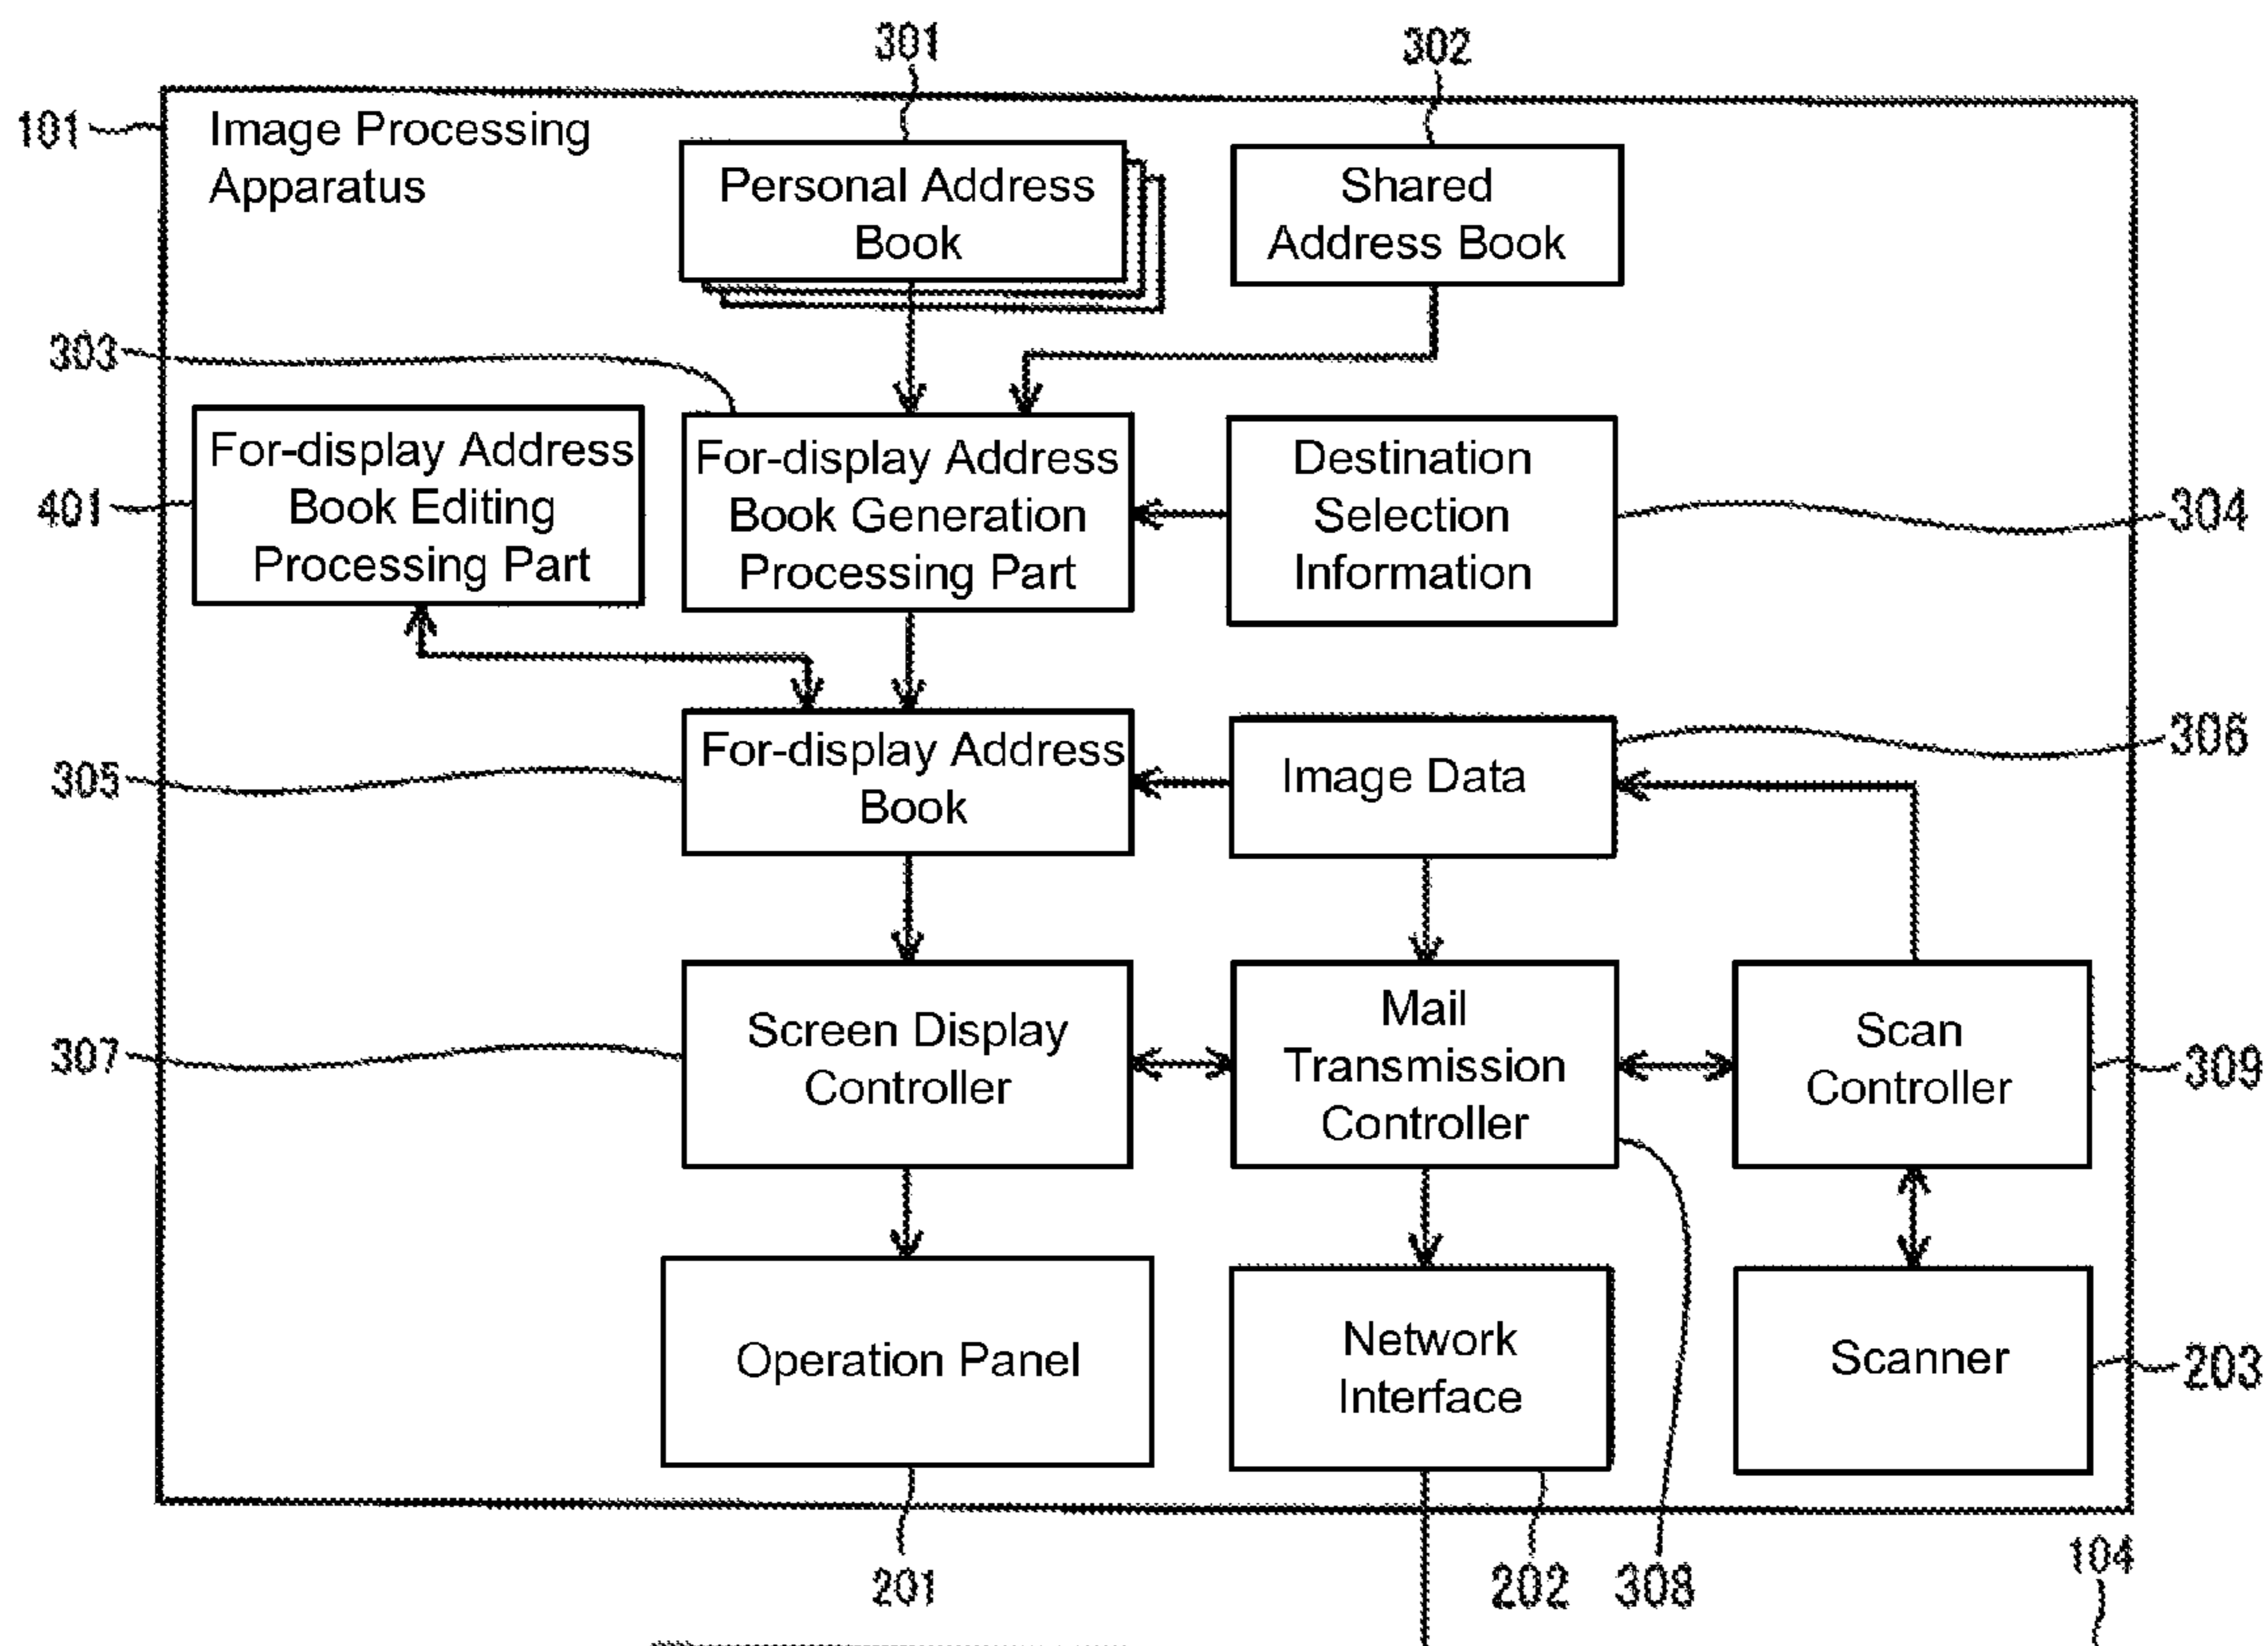 301
302
101
Image Processing
Apparatus
Personal Address
Book
Shared
Address Book
303
For-display Address
Book Editing
Processing Part
For-display Address
Book Generation
Processing Part
Destination
Selection
Information
401
304
For-display Address
Book
Image Data
306
305
Screen Display
Controller
Mail
Transmission
Controller
Scan
Controller
307
309
Operation Panel
Network
Interface
Scanner
203
201
202
308
104